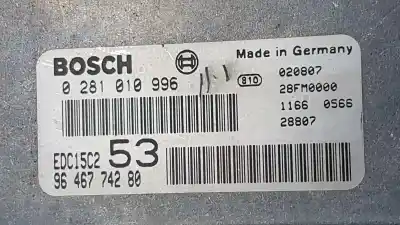 BOSCH
Made in Germany
0 281 010 996
810
020807
28FM0000
1166 0566
28807
EDC15C2 53
96 467 742 80